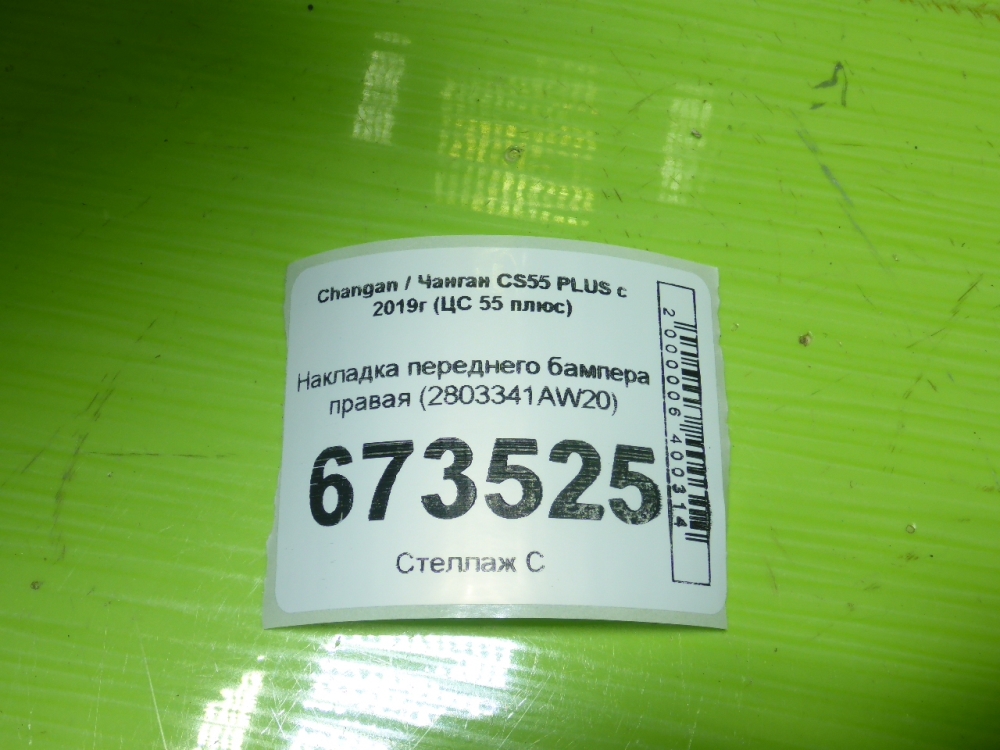 Changan / Чанган CS55 PLUS с
2019г (ЦС 55 плюс)
Накладка переднего бампера
правая (2803341AW20)
673525
Стеллаж С
2000006400314